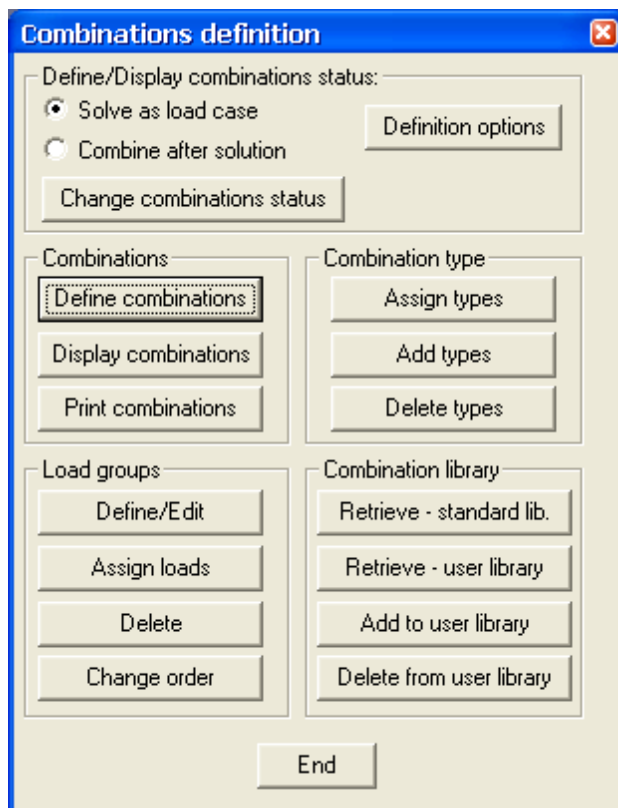 Combinations definition
Define/Display combinations status:
Solve as load case
Definition options
Combine after solution
Change combinations status
Combinations
Define combinations
Display combinations
Print combinations
Combination type
Assign types
Add types
Delete types
Load groups
Define/Edit
Assign loads
Delete
Change order
Combination library
Retrieve - standard lib.
Retrieve - user library
Add to user library
Delete from user library
End